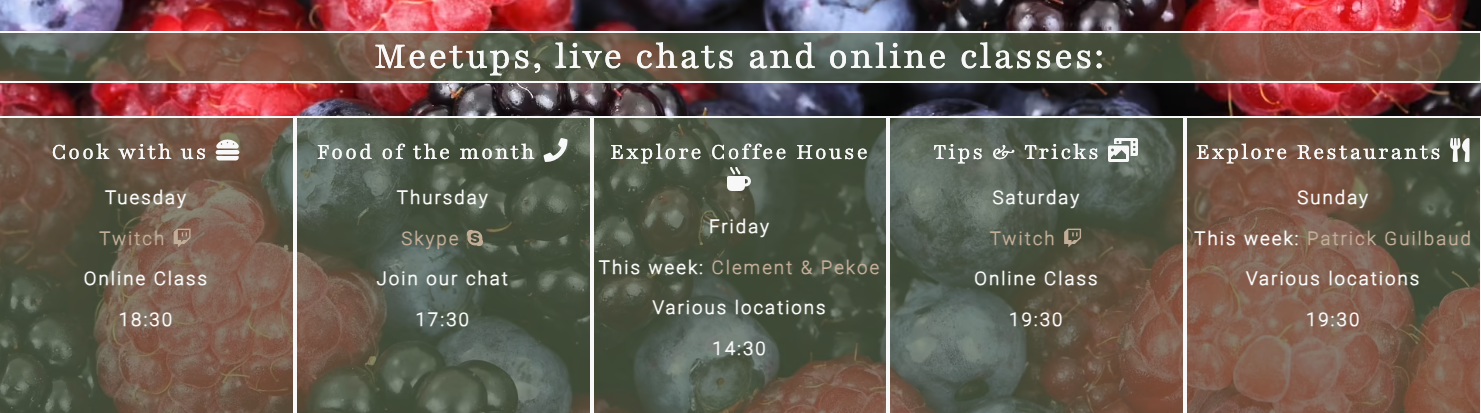 Meetups, live chats and online classes:
Cook with us
Tuesday
Twitch
Online Class
18:30
Food of the month
Thursday
Skype
Join our chat
17:30
Explore Coffee House
Friday
This week: Clement & Pekoe
Various locations
14:30
Tips & Tricks
Saturday
Twitch
Online Class
19:30
Explore Restaurants
Sunday
This week: Patrick Guilbaud
Various locations
19:30